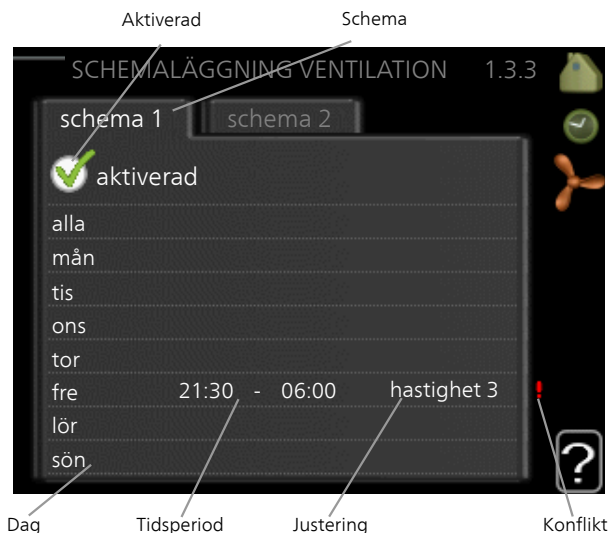 Aktiverad Schema
SCHEMALÄGGNING VENTILATION 1.3.3
schema 1 schema 2
aktiverad
alla
mån
tis
ons
tor
fre 21:30 - 06:00 hastighet 3 !
lör
sön
?
Dag Tidsperiod Justering Konflikt